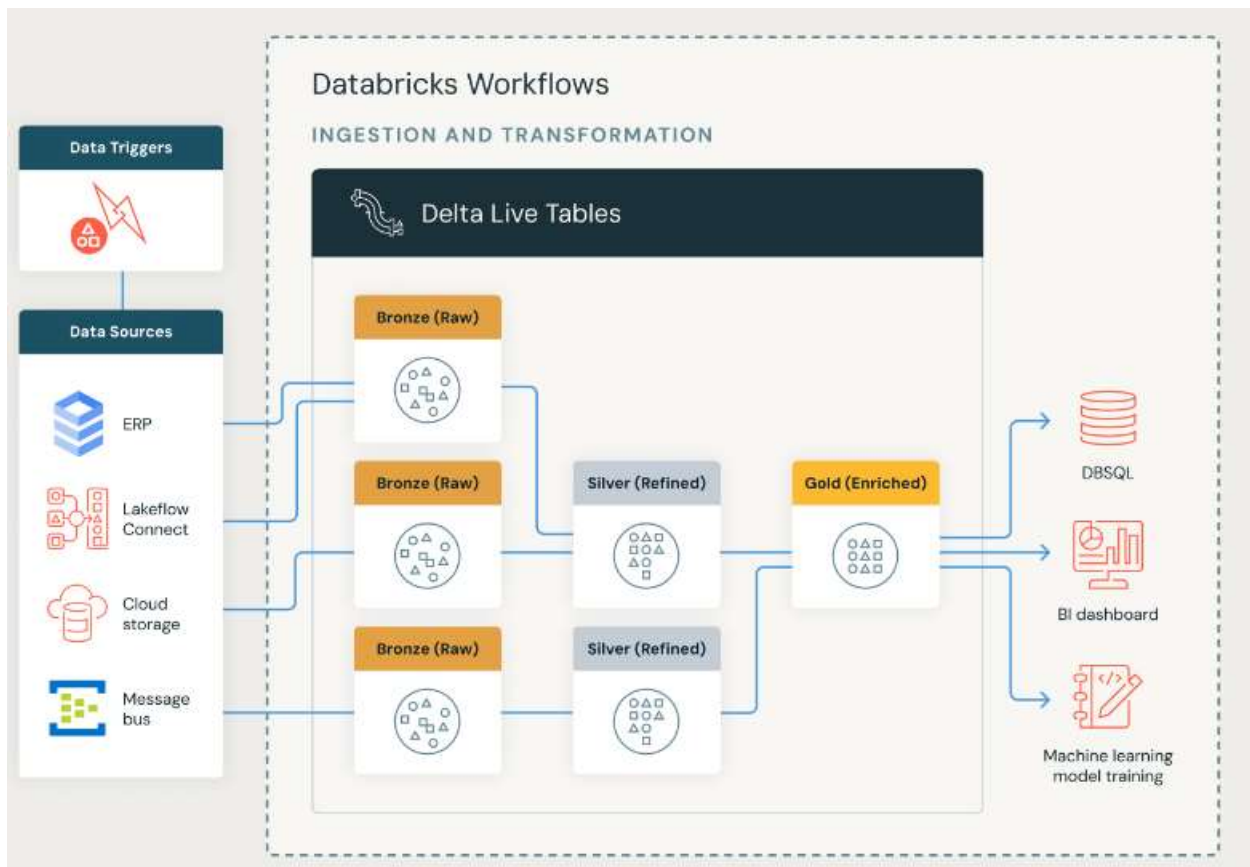 Databricks Workflows
INGESTION AND TRANSFORMATION
Data Triggers
Delta Live Tables
Data Sources
ERP
Lakeflow
Connect
Cloud
storage
Message
bus
Bronze (Raw)
Bronze (Raw)
Silver (Refined)
Gold (Enriched)
Bronze (Raw)
Silver (Refined)
DBSQL
BI dashboard
Machine learning
model training